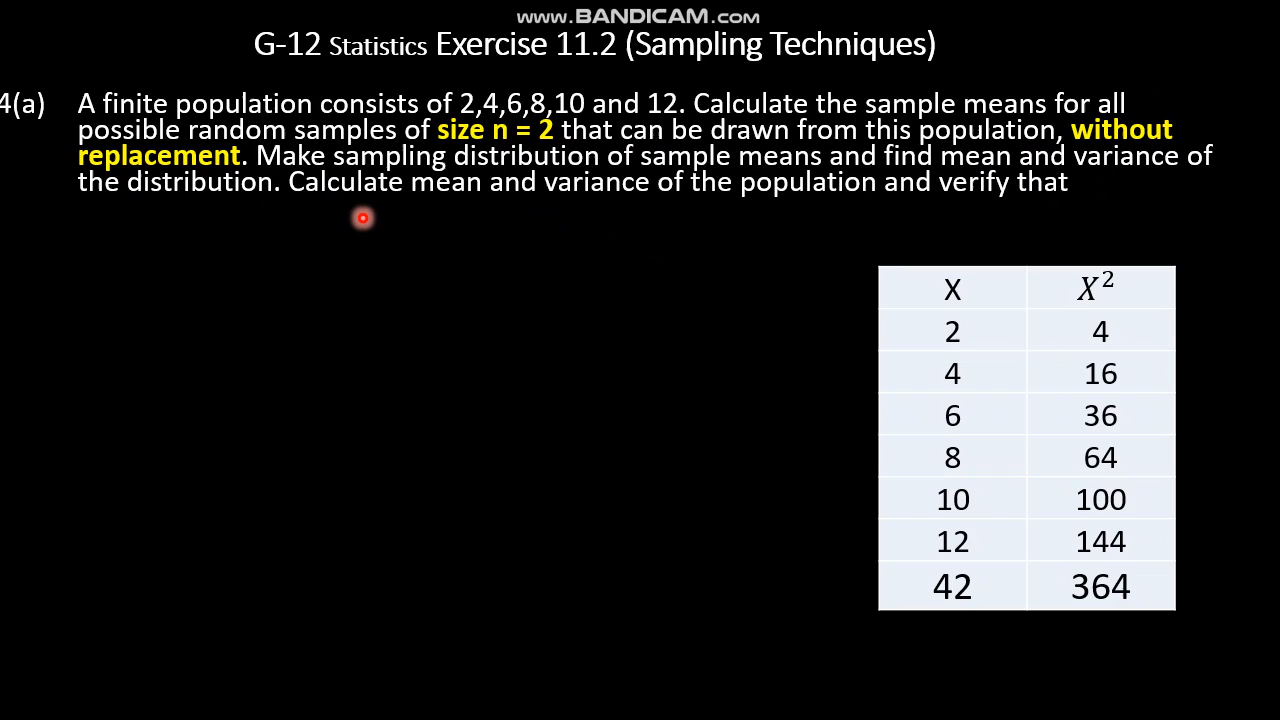 www.BANDICAM.com
G-12 Statistics Exercise 11.2 (Sampling Techniques)
4(a) A finite population consists of 2,4,6,8,10 and 12. Calculate the sample means for all
possible random samples of size n = 2 that can be drawn from this population, without
replacement. Make sampling distribution of sample means and find mean and variance of
the distribution. Calculate mean and variance of the population and verify that
X X²
2 4
4 16
6 36
8 64
10 100
12 144
42 364